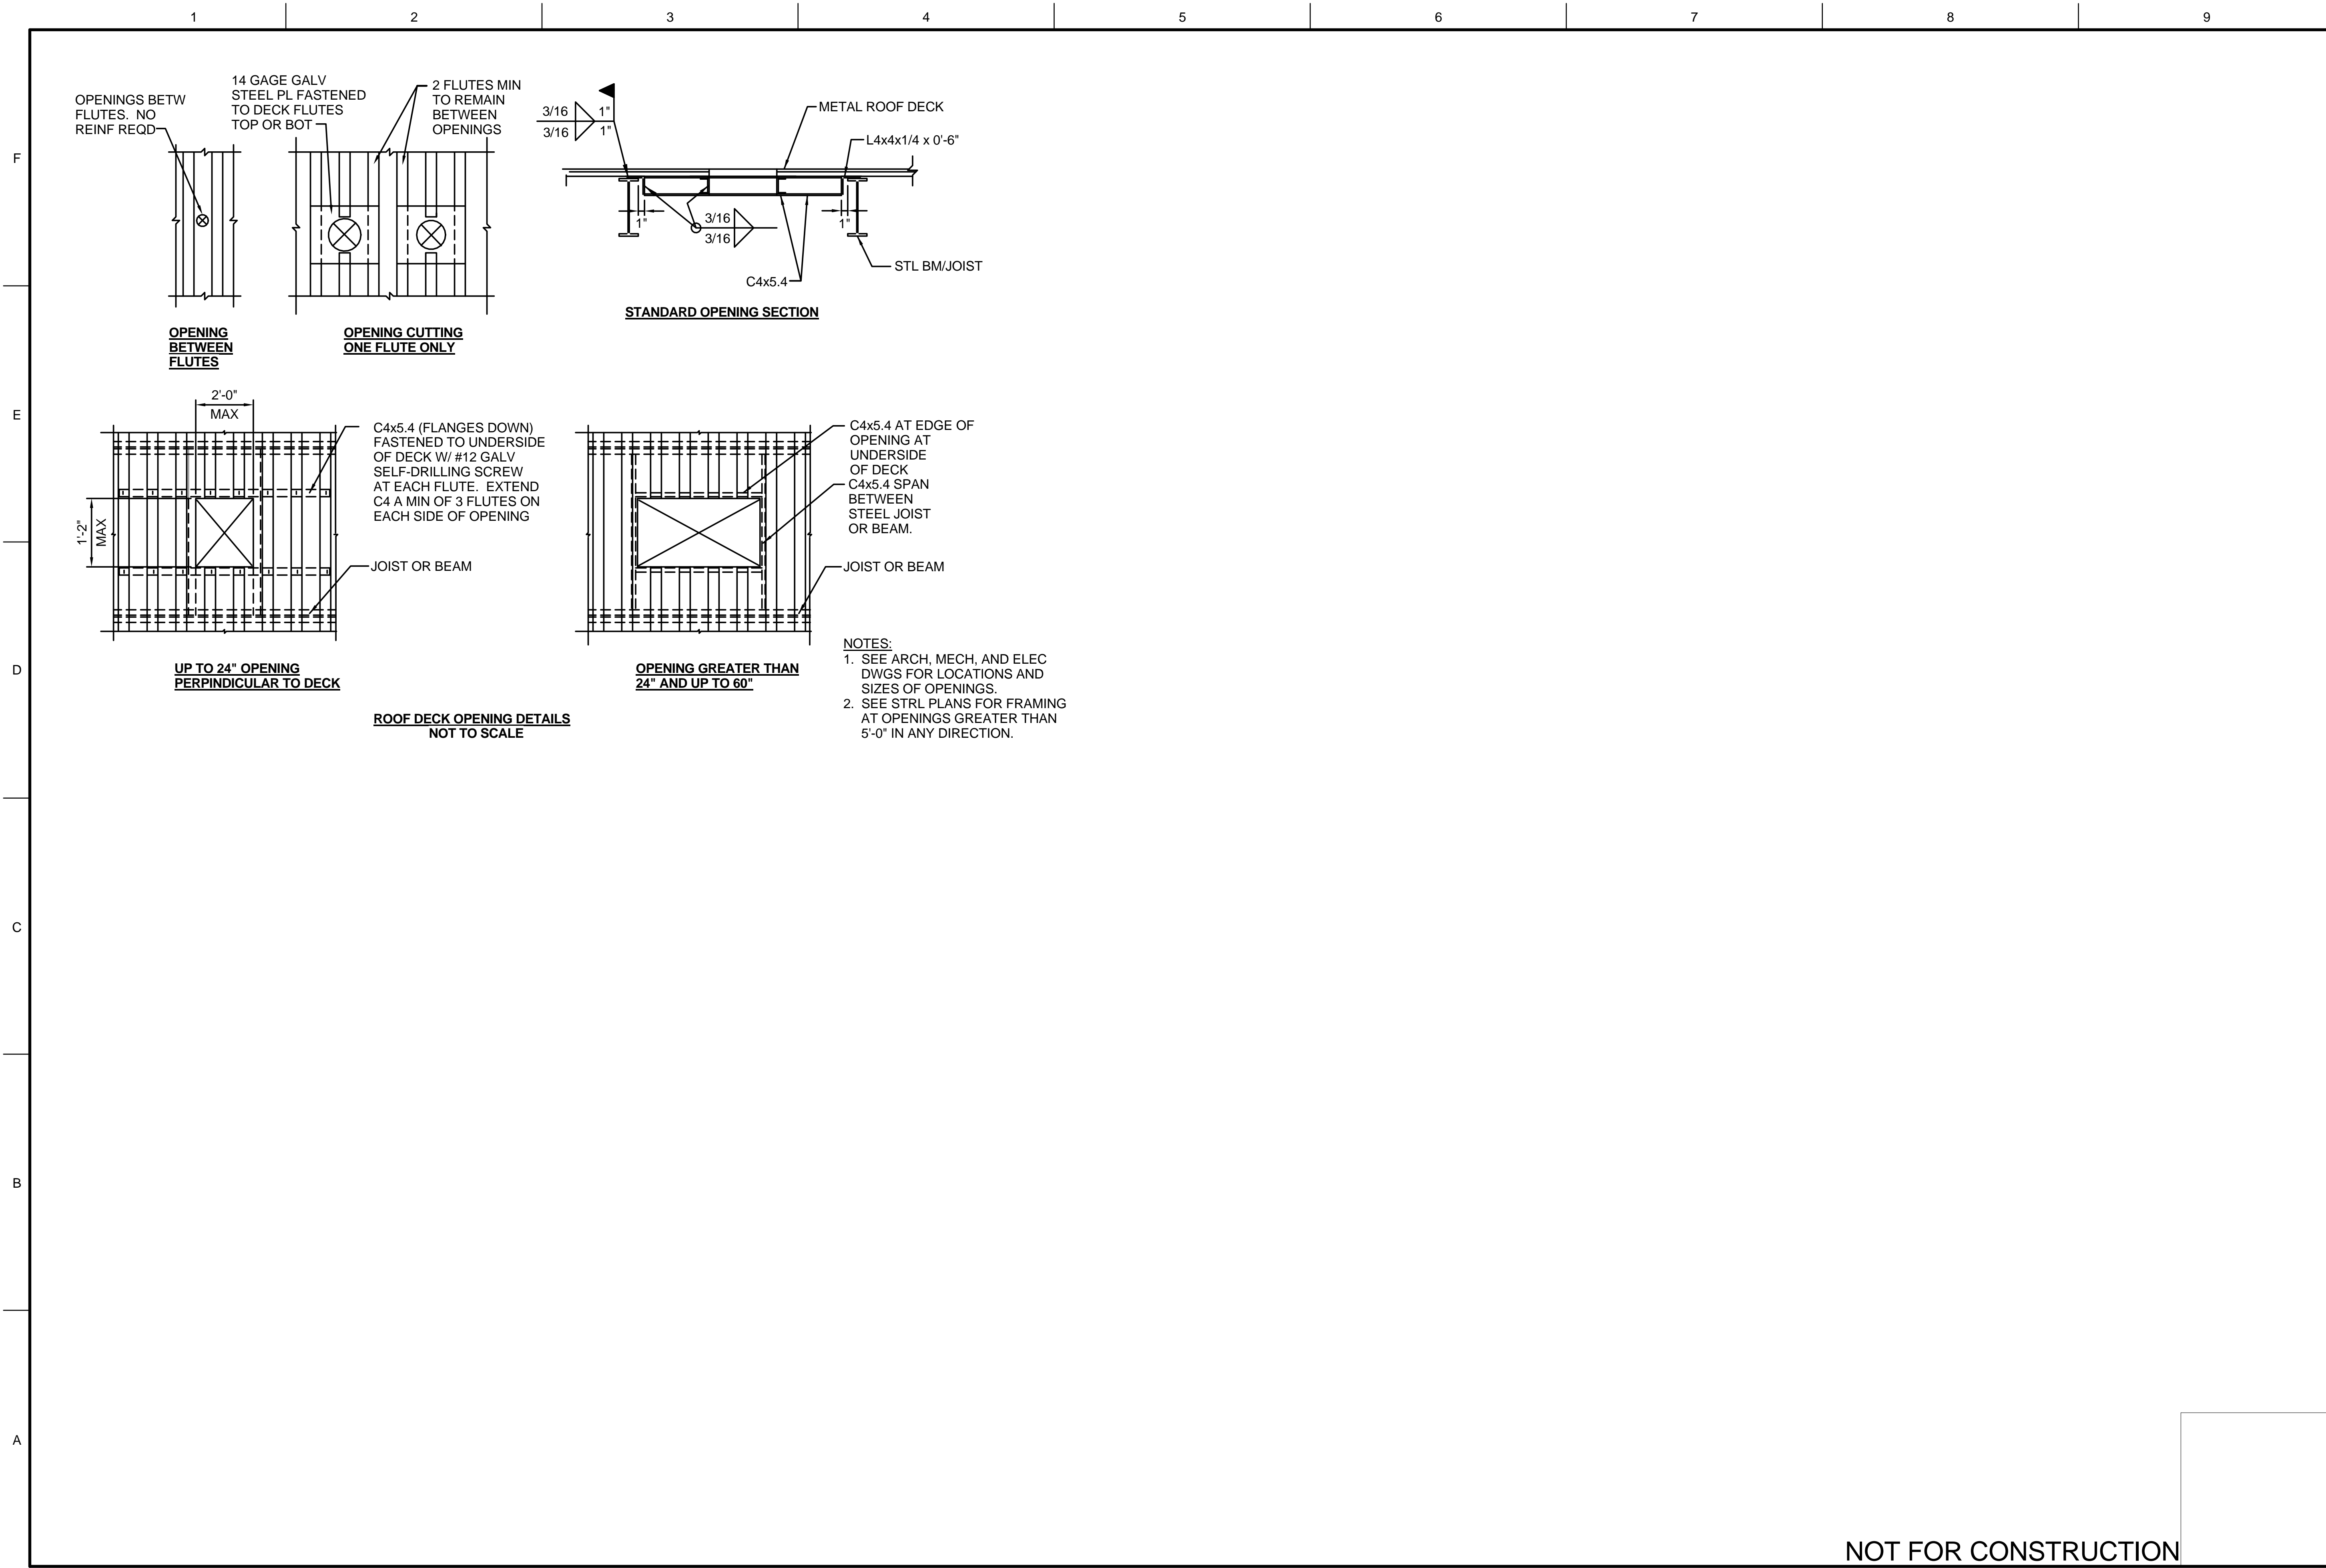 1 2 3 4 5 6 7 8 9
F
E
D
C
B
A
OPENINGS BETW
FLUTES. NO
REINF REQD
14 GAGE GALV
STEEL PL FASTENED
TO DECK FLUTES
TOP OR BOT
2 FLUTES MIN
TO REMAIN
BETWEEN
OPENINGS
OPENING
BETWEEN
FLUTES
OPENING CUTTING
ONE FLUTE ONLY
3/16 1"
3/16 1"
METAL ROOF DECK
L4x4x1/4 x 0'-6"
1"
3/16
3/16
1"
C4x5.4
STL BM/JOIST
STANDARD OPENING SECTION
2'-0"
MAX
1'-2"
MAX
C4x5.4 (FLANGES DOWN)
FASTENED TO UNDERSIDE
OF DECK W/ #12 GALV
SELF-DRILLING SCREW
AT EACH FLUTE. EXTEND
C4 A MIN OF 3 FLUTES ON
EACH SIDE OF OPENING
JOIST OR BEAM
UP TO 24" OPENING
PERPINDICULAR TO DECK
C4x5.4 AT EDGE OF
OPENING AT
UNDERSIDE
OF DECK
C4x5.4 SPAN
BETWEEN
STEEL JOIST
OR BEAM.
JOIST OR BEAM
OPENING GREATER THAN
24" AND UP TO 60"
ROOF DECK OPENING DETAILS
NOT TO SCALE
NOTES:
1. SEE ARCH, MECH, AND ELEC
DWGS FOR LOCATIONS AND
SIZES OF OPENINGS.
2. SEE STRL PLANS FOR FRAMING
AT OPENINGS GREATER THAN
5'-0" IN ANY DIRECTION.
NOT FOR CONSTRUCTION